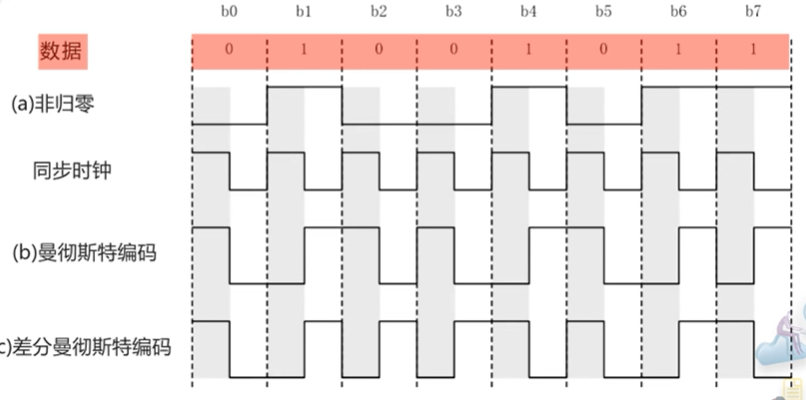 b0 b1 b2 b3 b4 b5 b6 b7
数据 0 1 0 0 1 0 1 1
(a)非归零
同步时钟
(b)曼彻斯特编码
c)差分曼彻斯特编码